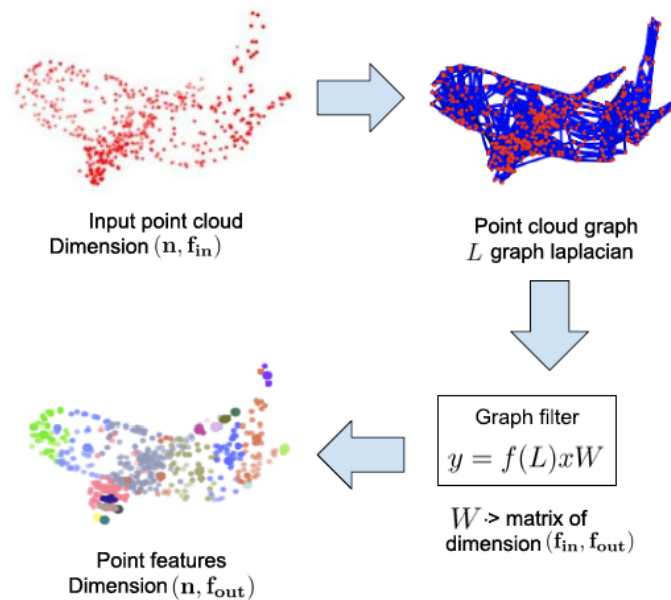 Input point cloud
Dimension (n, f_in)
Point cloud graph
L graph laplacian
Graph filter
y = f(L)xW
W -> matrix of
dimension (f_in, f_out)
Point features
Dimension (n, f_out)